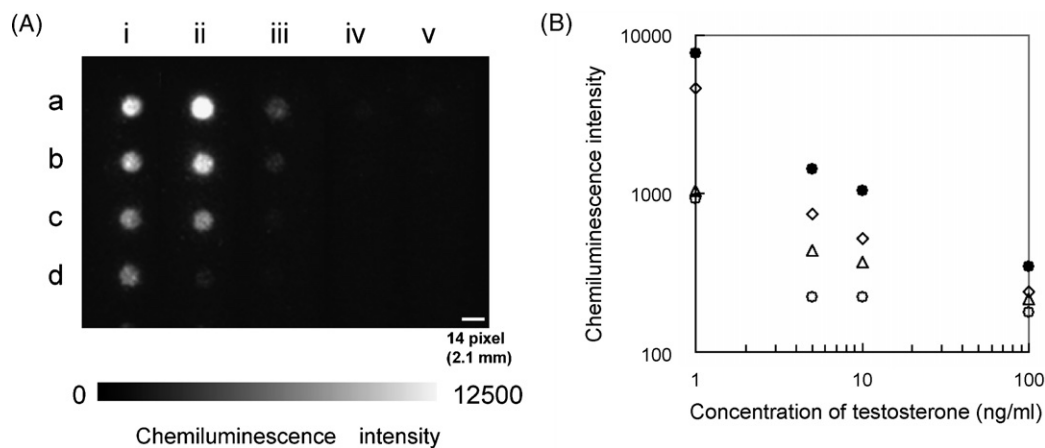 (A)
i ii iii iv v
a
b
c
d
14 pixel
(2.1 mm)
0 12500
Chemiluminescence intensity
(B)
Chemiluminescence intensity
10000
1000
100
1 10 100
Concentration of testosterone (ng/ml)